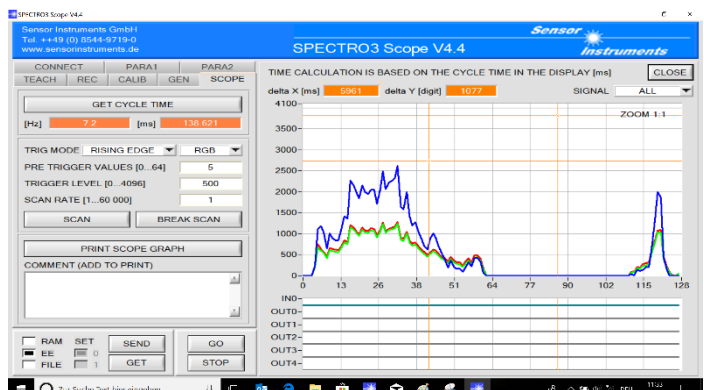 SPECTRO3 Scope V4.4
Sensor Instruments GmbH
Tel. ++49 (0) 8544-9719-0
www.sensorinstruments.de
SPECTRO3 Scope V4.4
Sensor
Instruments
CONNECT PARA1 PARA2
TEACH REC CALIB GEN SCOPE
GET CYCLE TIME
[Hz] 7.2 [ms] 138.621
TRIG MODE RISING EDGE RGB
PRE TRIGGER VALUES [0...64] 5
TRIGGER LEVEL [0...4096] 500
SCAN RATE [1...60 000] 1
SCAN BREAK SCAN
PRINT SCOPE GRAPH
COMMENT (ADD TO PRINT)
RAM SET SEND GO
EE 0
FILE 1 GET STOP
TIME CALCULATION IS BASED ON THE CYCLE TIME IN THE DISPLAY [ms] CLOSE
delta X [ms] 5961 delta Y [digit] 1077 SIGNAL ALL
ZOOM 1:1
4100
3500
3000
2500
2000
1500
1000
500
0
0 13 26 38 51 64 77 90 102 115 128
IN0
OUT0
OUT1
OUT2
OUT3
OUT4
11:33